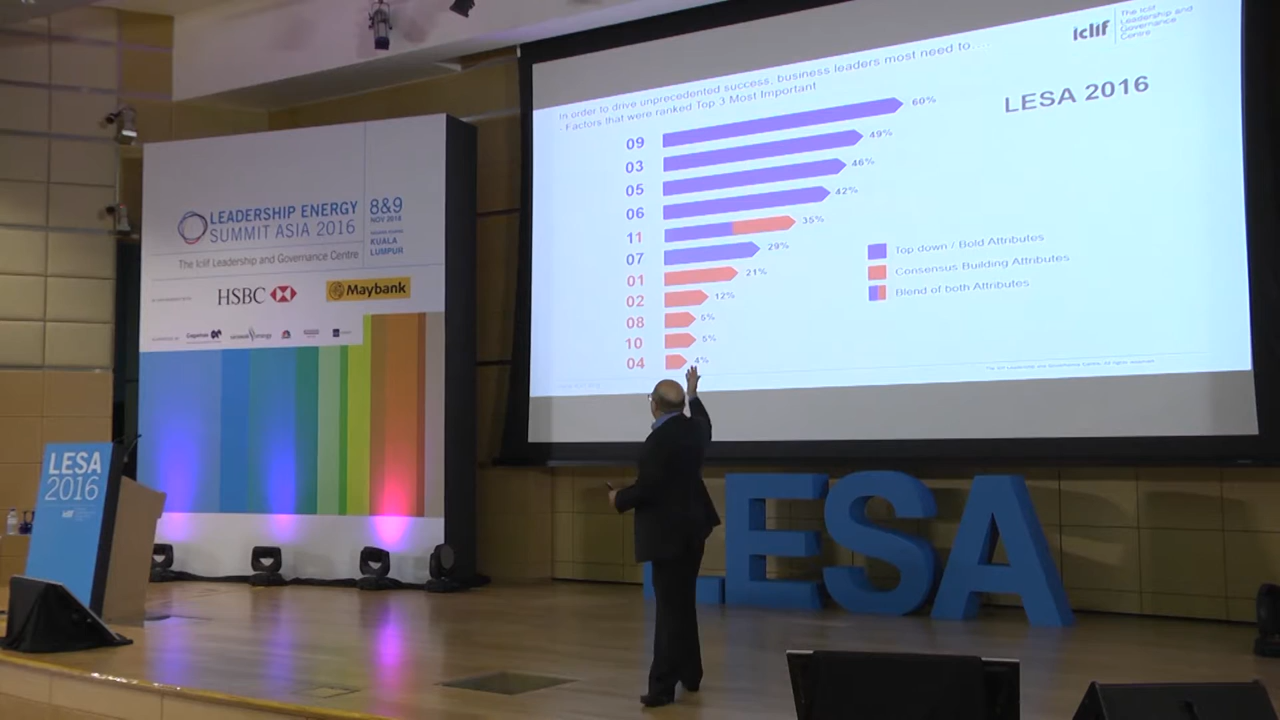 iclif
The Iclif
Leadership and
Governance
Centre
In order to drive unprecedented success, business leaders most need to....
- Factors that were ranked Top 3 Most Important
LESA 2016
09 60%
03 49%
05 46%
06 42%
11 35%
07 29%
01 21%
02 12%
08 5%
10 5%
04 4%
Top down / Bold Attributes
Consensus Building Attributes
Blend of both Attributes
LEADERSHIP ENERGY
SUMMIT ASIA 2016
8&9
NOV 2016
KUALA
LUMPUR
The Iclif Leadership and Governance Centre
HSBC
Maybank
LESA
2016
iclif
LESA